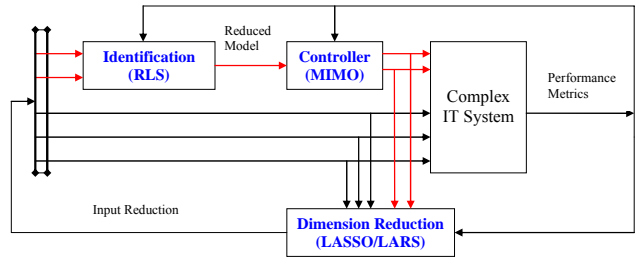 Reduced
Model
Identification
(RLS)
Controller
(MIMO)
Complex
IT System
Performance
Metrics
Input Reduction
Dimension Reduction
(LASSO/LARS)